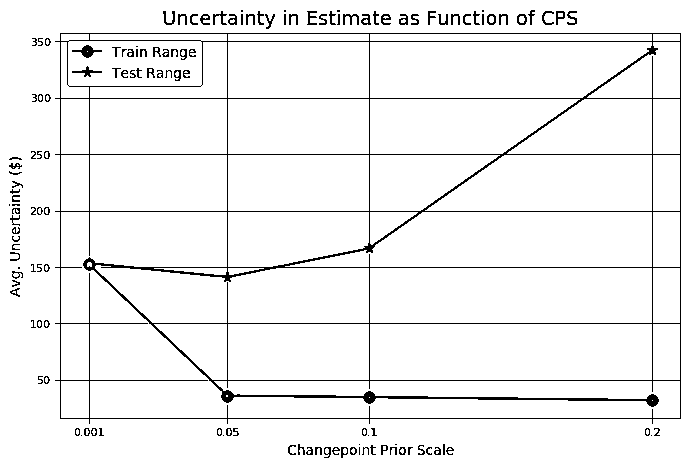 Uncertainty in Estimate as Function of CPS
Train Range
Test Range
Avg. Uncertainty ($)
350
300
250
200
150
100
50
0.001 0.05 0.1 0.2
Changepoint Prior Scale